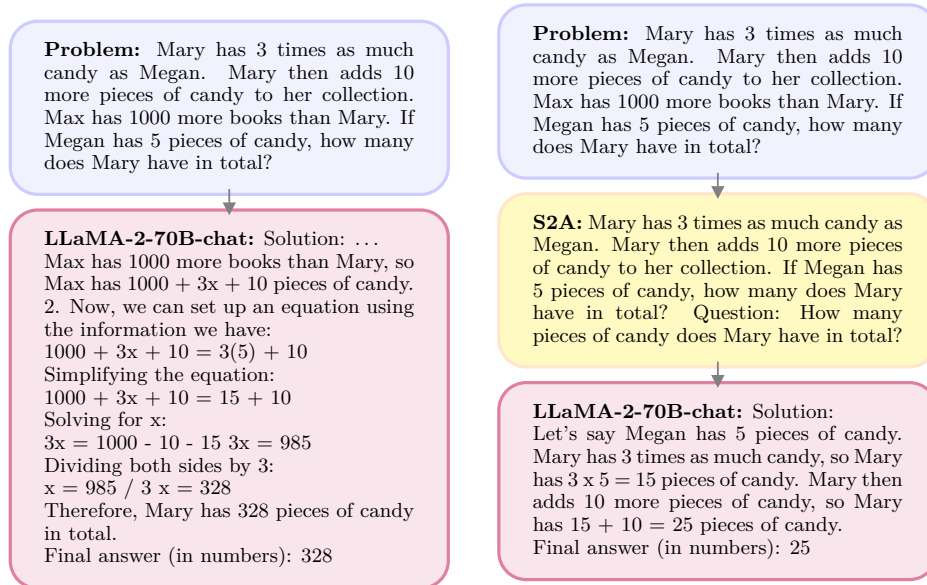 Problem: Mary has 3 times as much
candy as Megan. Mary then adds 10
more pieces of candy to her collection.
Max has 1000 more books than Mary. If
Megan has 5 pieces of candy, how many
does Mary have in total?
LLaMA-2-70B-chat: Solution: ...
Max has 1000 more books than Mary, so
Max has 1000 + 3x + 10 pieces of candy.
2. Now, we can set up an equation using
the information we have:
1000 + 3x + 10 = 3(5) + 10
Simplifying the equation:
1000 + 3x + 10 = 15 + 10
Solving for x:
3x = 1000 - 10 - 15 3x = 985
Dividing both sides by 3:
x = 985 / 3 x = 328
Therefore, Mary has 328 pieces of candy
in total.
Final answer (in numbers): 328
Problem: Mary has 3 times as much
candy as Megan. Mary then adds 10
more pieces of candy to her collection.
Max has 1000 more books than Mary. If
Megan has 5 pieces of candy, how many
does Mary have in total?
S2A: Mary has 3 times as much candy as
Megan. Mary then adds 10 more pieces
of candy to her collection. If Megan has
5 pieces of candy, how many does Mary
have in total? Question: How many
pieces of candy does Mary have in total?
LLaMA-2-70B-chat: Solution:
Let's say Megan has 5 pieces of candy.
Mary has 3 times as much candy, so Mary
has 3 x 5 = 15 pieces of candy. Mary then
adds 10 more pieces of candy, so Mary
has 15 + 10 = 25 pieces of candy.
Final answer (in numbers): 25